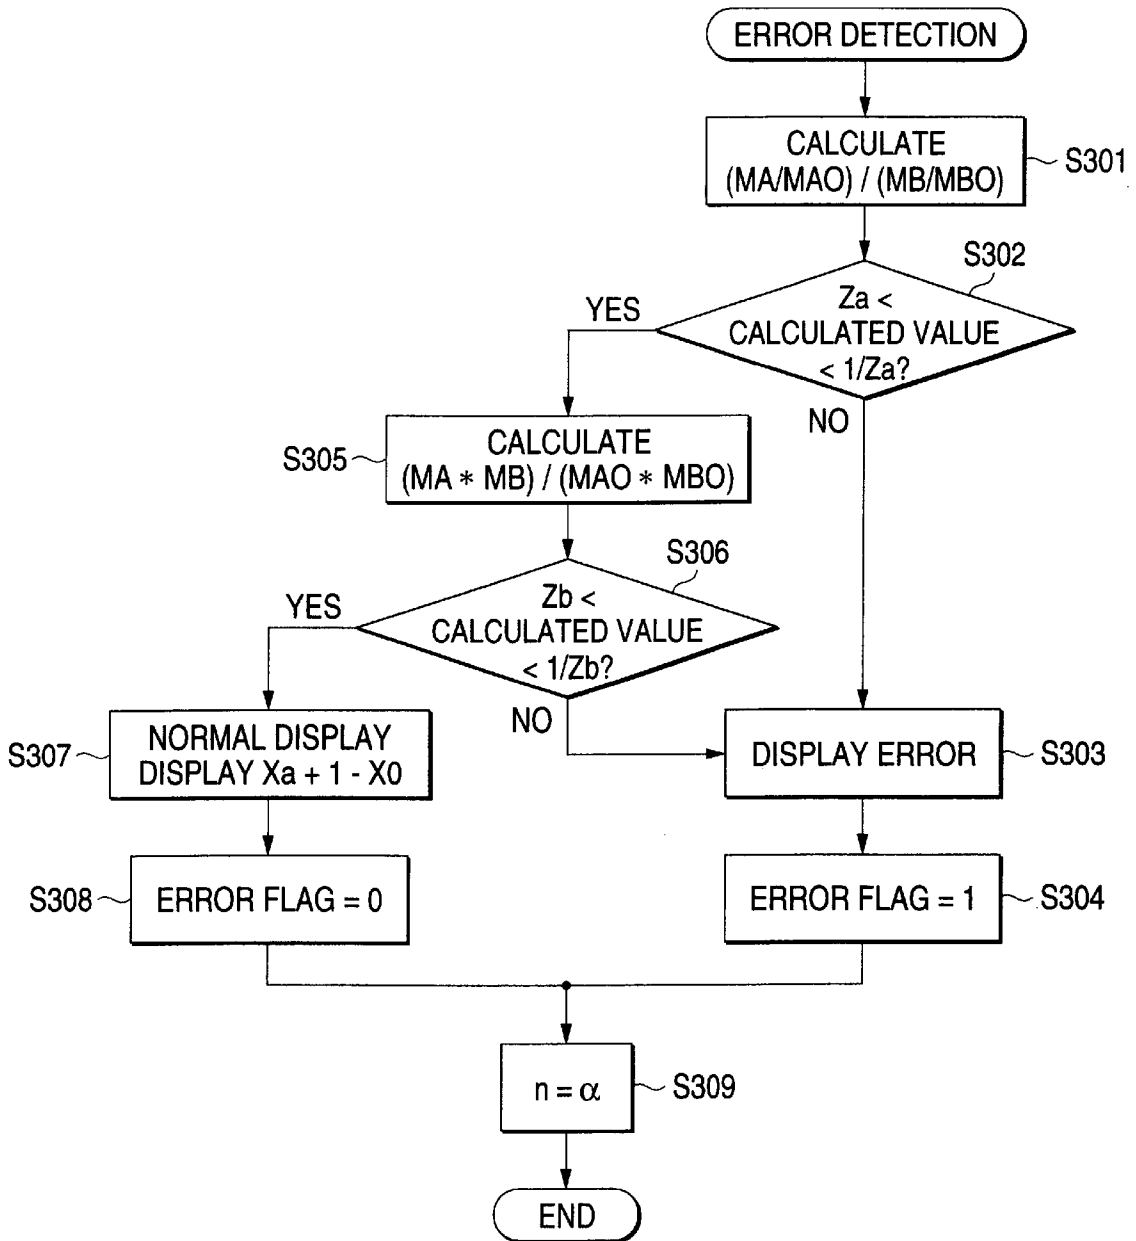 ERROR DETECTION
CALCULATE
(MA/MAO) / (MB/MBO)
S301
S302
Za <
CALCULATED VALUE
< 1/Za?
YES
NO
S305
CALCULATE
(MA * MB) / (MAO * MBO)
S306
Zb <
CALCULATED VALUE
< 1/Zb?
YES
NO
S307
NORMAL DISPLAY
DISPLAY Xa + 1 - X0
DISPLAY ERROR
S303
S308
ERROR FLAG = 0
ERROR FLAG = 1
S304
n = α
S309
END